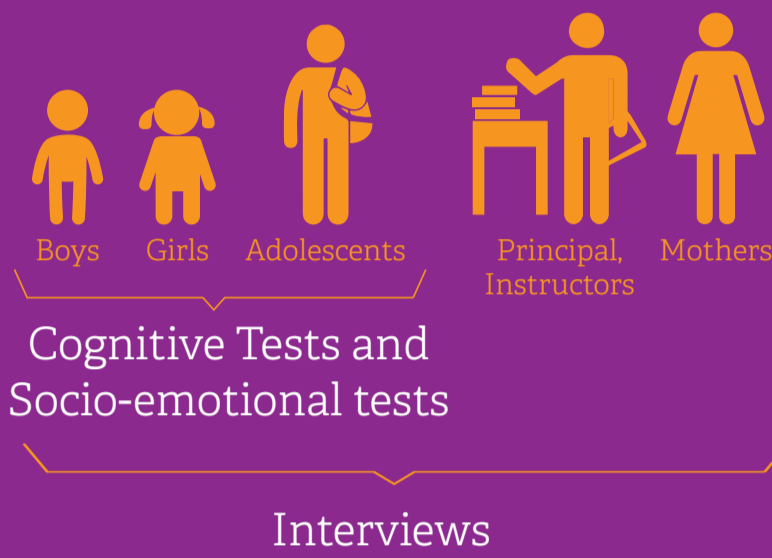 Boys Girls Adolescents Principal, Mothers
Instructors
Cognitive Tests and
Socio-emotional tests
Interviews